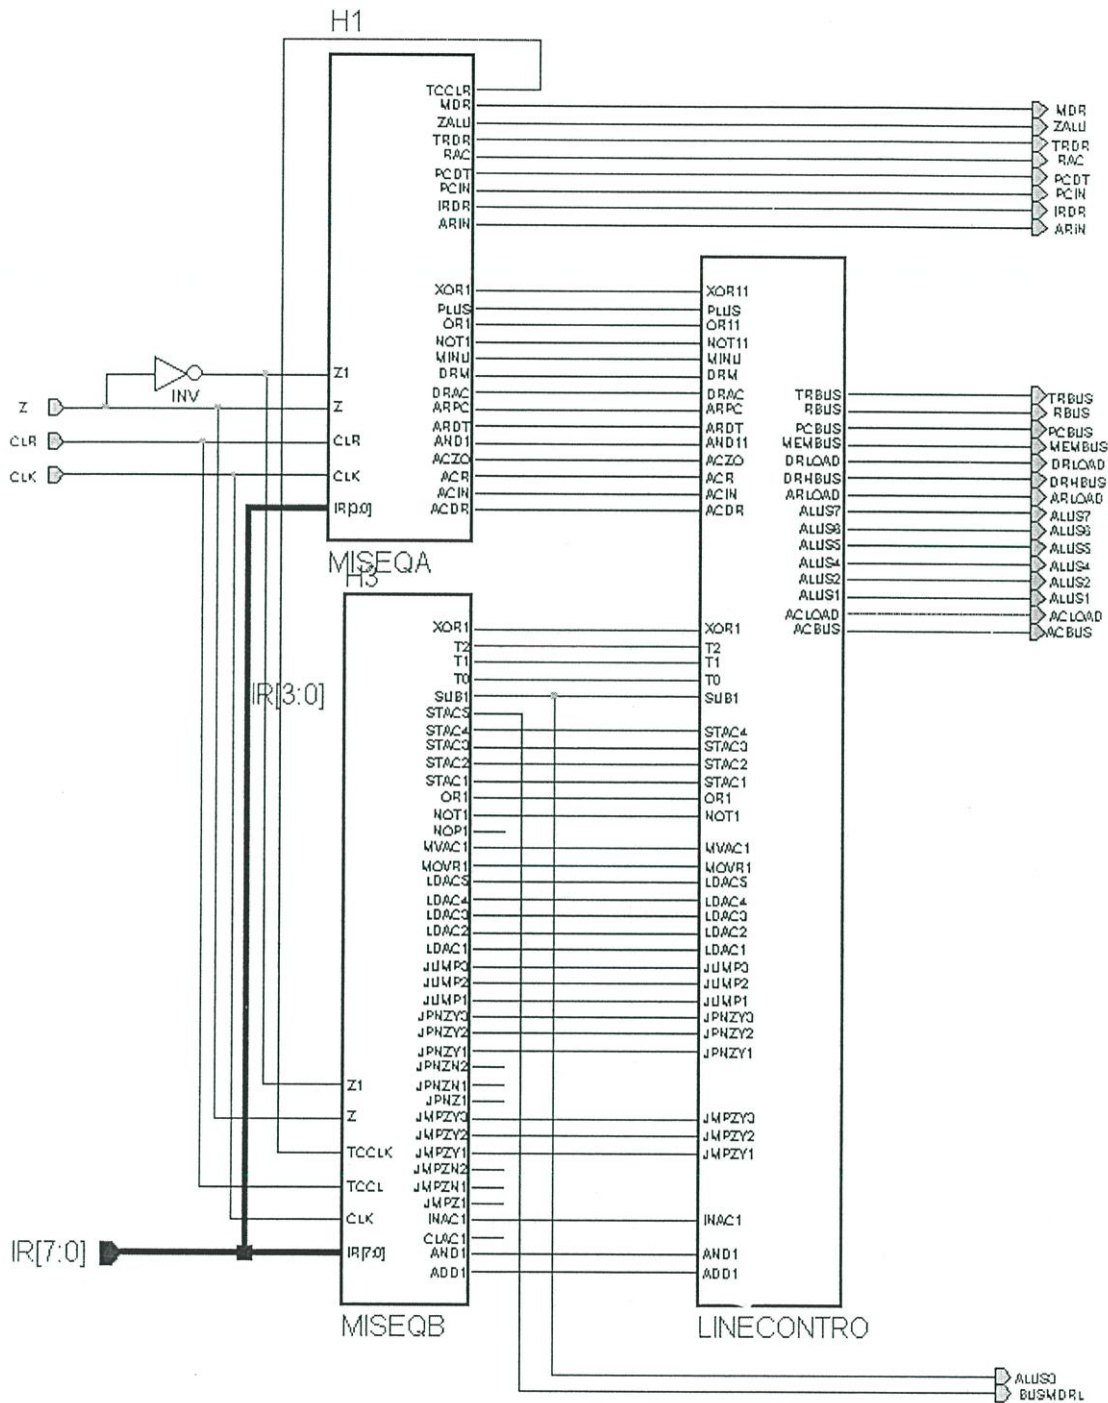 H1
TCCLR
MDR
ZALU
TRDR
RAC
PCDT
PCIN
IRDR
ARIN
XOR1
PLUS
OR1
NOT1
MINU
DRM
DRAC
ARPC
ARDT
AND1
ACZO
ACR
ACIN
ACDR
Z1
Z
CLR
CLK
IR[3:0]
MISEQA
INV
Z
CLR
CLK
MDR
ZALU
TRDR
RAC
PCDT
PCIN
IRDR
ARIN
XOR11
PLUS
OR11
NOT11
MINU
DRM
DRAC
ARPC
ARDT
AND11
ACZO
ACR
ACIN
ACDR
TRBUS
RBUS
PCBUS
MEMBUS
DRLOAD
DRHBUS
ARLOAD
ALUS7
ALUS6
ALUS5
ALUS4
ALUS2
ALUS1
ACLOAD
ACBUS
TRBUS
RBUS
PCBUS
MEMBUS
DRLOAD
DRHBUS
ARLOAD
ALUS7
ALUS6
ALUS5
ALUS4
ALUS2
ALUS1
ACLOAD
ACBUS
H3
IR[3:0]
XOR1
T2
T1
T0
SUB1
STAC5
STAC4
STAC3
STAC2
STAC1
OR1
NOT1
NOP1
MVAC1
MOVR1
LDAC5
LDAC4
LDAC3
LDAC2
LDAC1
JUMP3
JUMP2
JUMP1
JPNZY3
JPNZY2
JPNZY1
JPNZN2
JPNZN1
JPNZ1
JMPZY3
JMPZY2
JMPZY1
JMPZN2
JMPZN1
JMPZ1
INAC1
CLAC1
AND1
ADD1
Z1
Z
TCCLK
TCCL
CLK
IR[7:0]
IR[7:0]
MISEQB
XOR1
T2
T1
T0
SUB1
STAC4
STAC3
STAC2
STAC1
OR1
NOT1
MVAC1
MOVR1
LDAC5
LDAC4
LDAC3
LDAC2
LDAC1
JUMP3
JUMP2
JUMP1
JPNZY3
JPNZY2
JPNZY1
JMPZY3
JMPZY2
JMPZY1
INAC1
AND1
ADD1
LINECONTRO
ALUS3
BUSMDRL